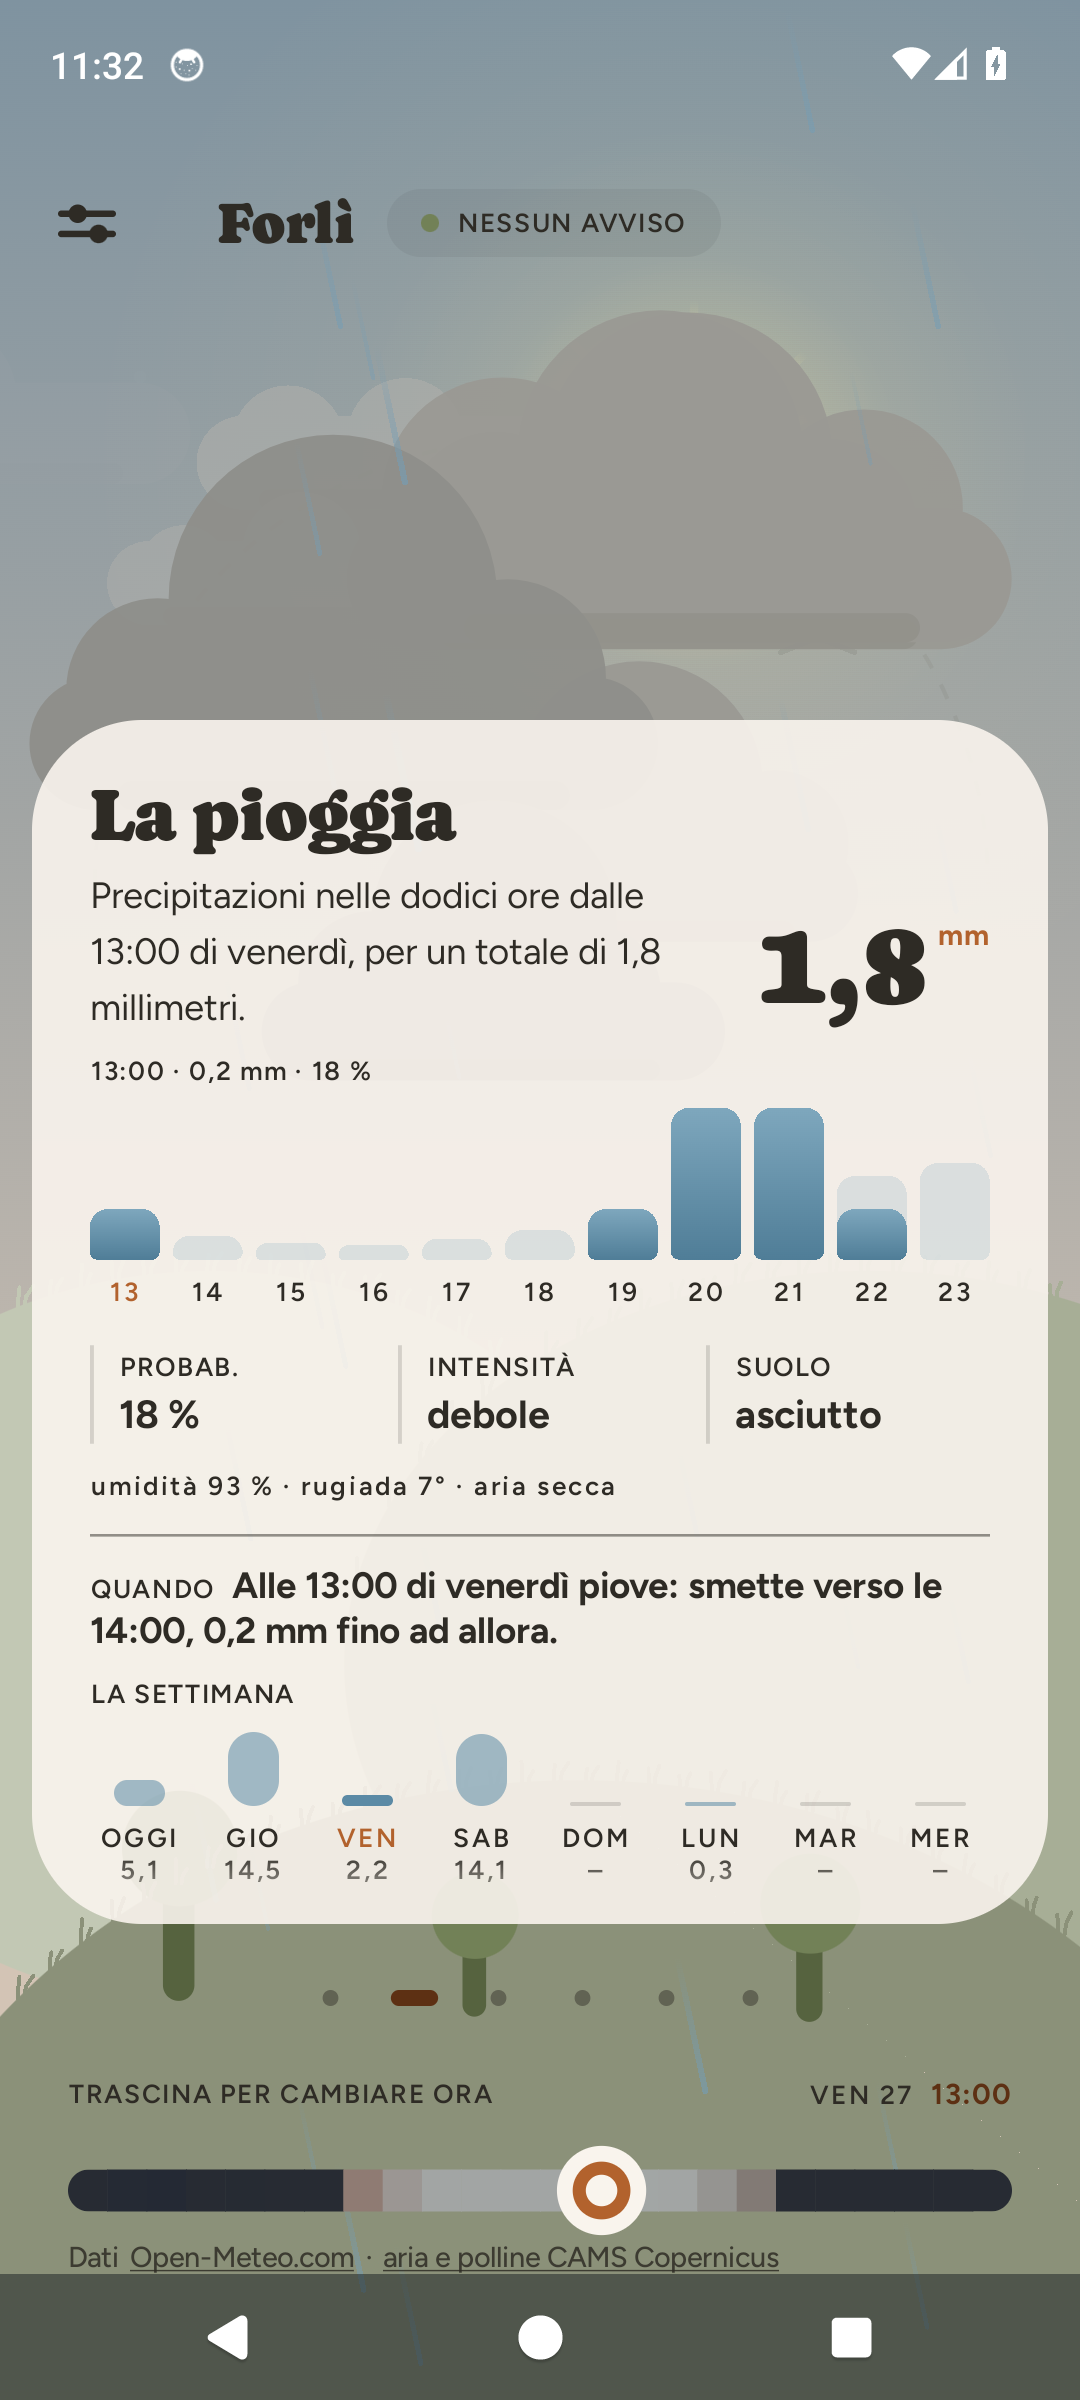 11:32
Forlì
NESSUN AVVISO
La pioggia
Precipitazioni nelle dodici ore dalle
13:00 di venerdì, per un totale di 1,8
millimetri.
1,8 mm
13:00 · 0,2 mm · 18 %
13 14 15 16 17 18 19 20 21 22 23
PROBAB. INTENSITÀ SUOLO
18 % debole asciutto
umidità 93 % · rugiada 7° · aria secca
QUANDO Alle 13:00 di venerdì piove: smette verso le
14:00, 0,2 mm fino ad allora.
LA SETTIMANA
OGGI GIO VEN SAB DOM LUN MAR MER
5,1 14,5 2,2 14,1 – 0,3 – –
TRASCINA PER CAMBIARE ORA VEN 27 13:00
Dati Open-Meteo.com · aria e polline CAMS Copernicus